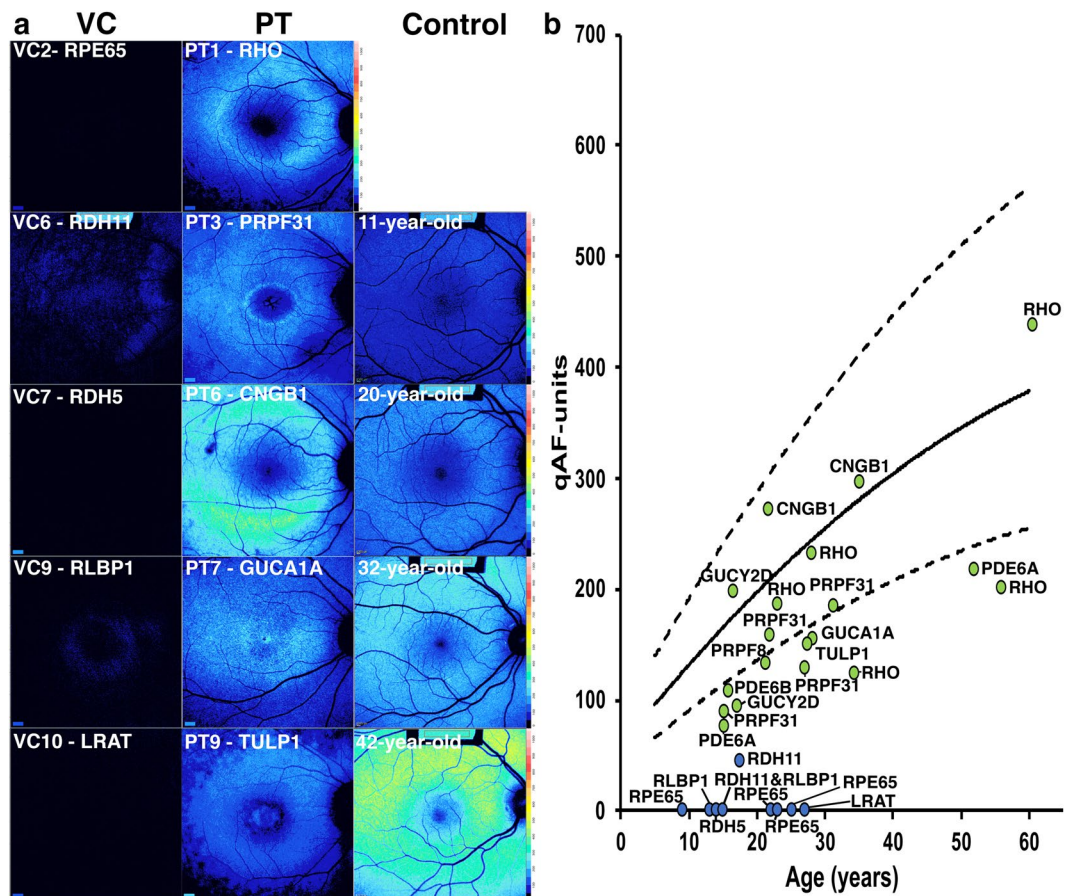 a VC PT Control
VC2- RPE65 PT1 - RHO
VC6 - RDH11 PT3 - PRPF31 11-year-old
VC7 - RDH5 PT6 - CNGB1 20-year-old
VC9 - RLBP1 PT7 - GUCA1A 32-year-old
VC10 - LRAT PT9 - TULP1 42-year-old
b
700
600
500
400
300
200
100
0
qAF-units
RHO
CNGB1
CNGB1
RHO
PDE6A
GUCY2D
RHO
PRPF31
RHO
PRPF31
GUCA1A
PRPF8
TULP1
PRPF31
RHO
PDE6B
GUCY2D
PRPF31
PDE6A
RDH11
RLBP1
RDH11&RLBP1
RPE65
RPE65
RPE65
LRAT
RDH5
RPE65
0 10 20 30 40 50 60
Age (years)